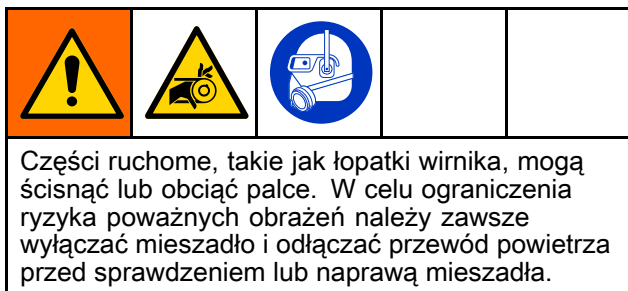 Części ruchome, takie jak łopatki wirnika, mogą
ścisnąć lub obciąć palce. W celu ograniczenia
ryzyka poważnych obrażeń należy zawsze
wyłączać mieszadło i odłączać przewód powietrza
przed sprawdzeniem lub naprawą mieszadła.